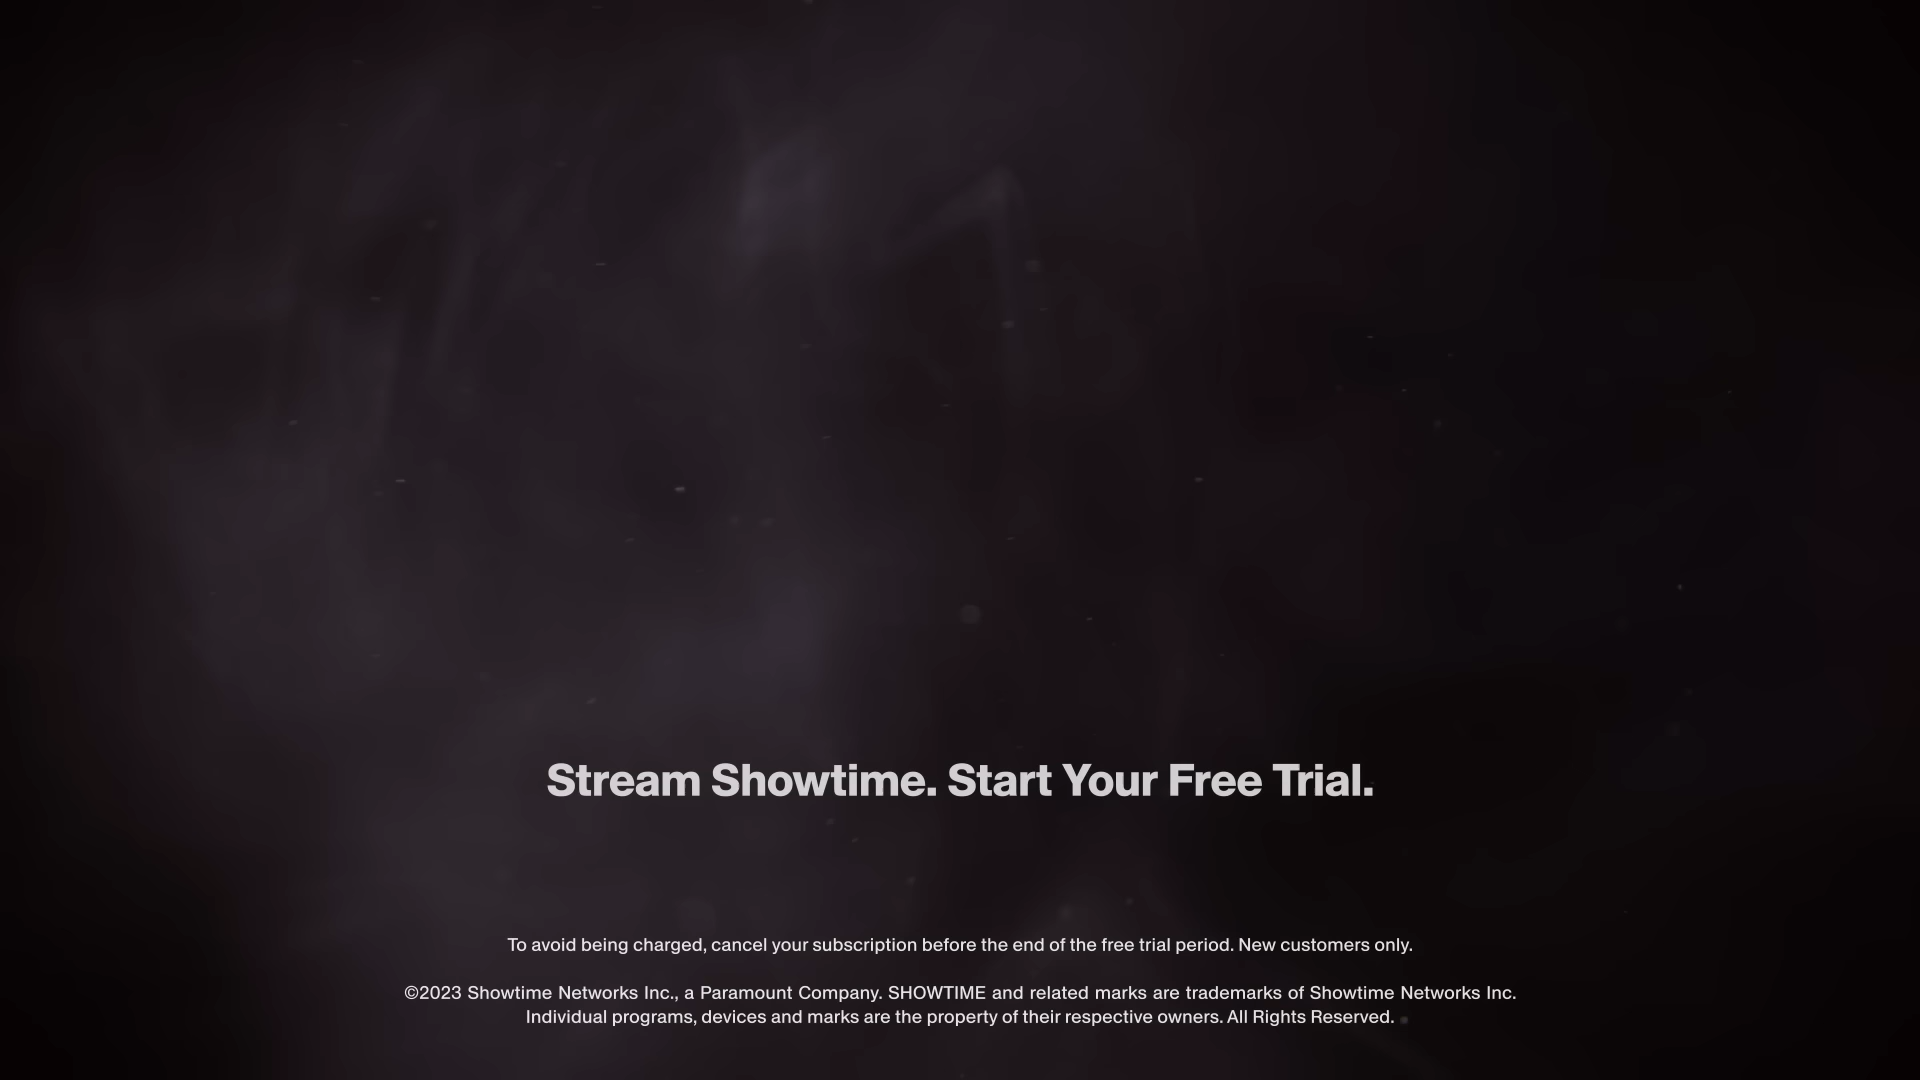 Stream Showtime. Start Your Free Trial.
To avoid being charged, cancel your subscription before the end of the free trial period. New customers only.
©2023 Showtime Networks Inc., a Paramount Company. SHOWTIME and related marks are trademarks of Showtime Networks Inc.
Individual programs, devices and marks are the property of their respective owners. All Rights Reserved.